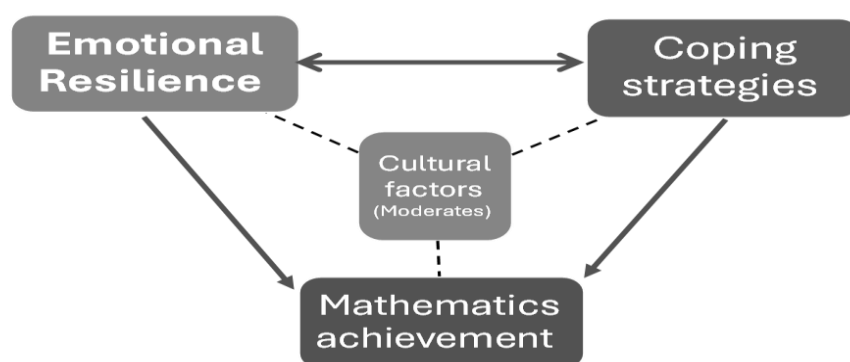 Emotional
Resilience
Coping
strategies
Cultural
factors
(Moderates)
Mathematics
achievement